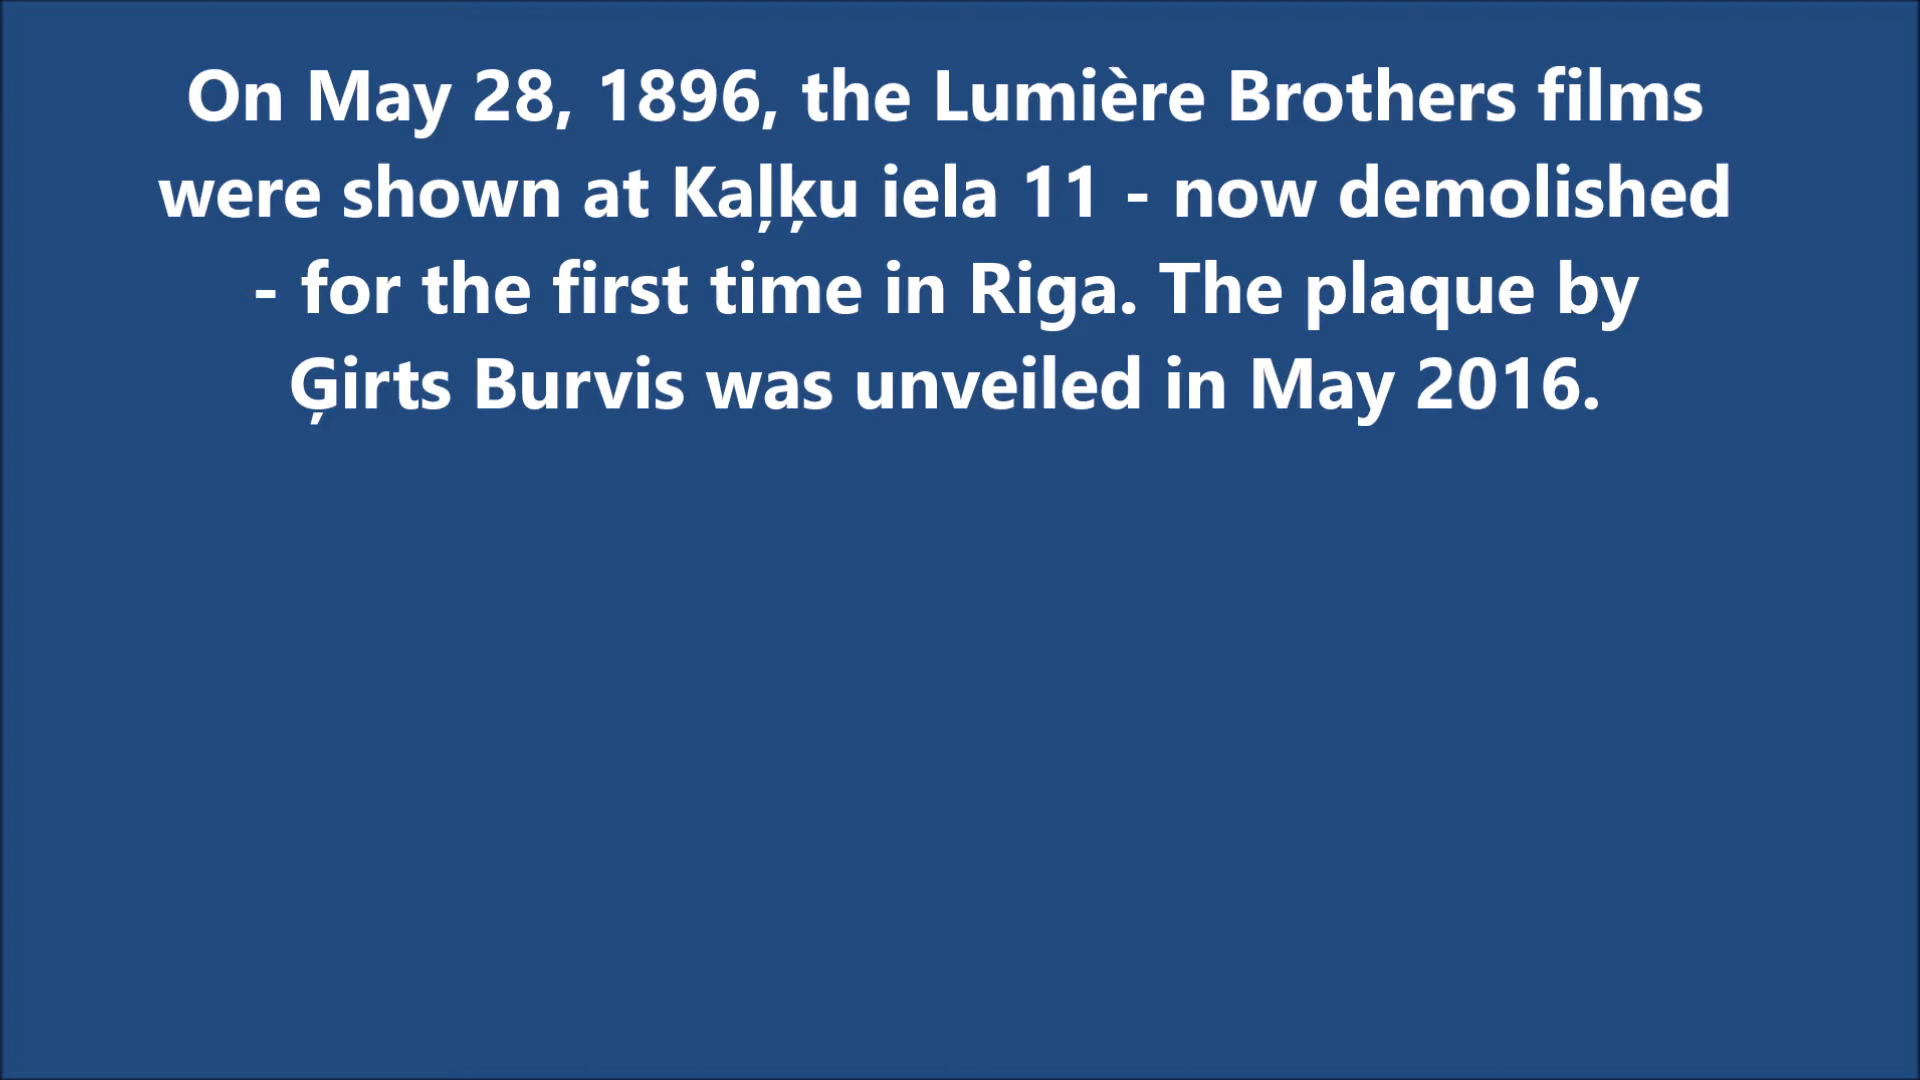 On May 28, 1896, the Lumière Brothers films
were shown at Kaļķu iela 11 - now demolished
- for the first time in Riga. The plaque by
Ģirts Burvis was unveiled in May 2016.